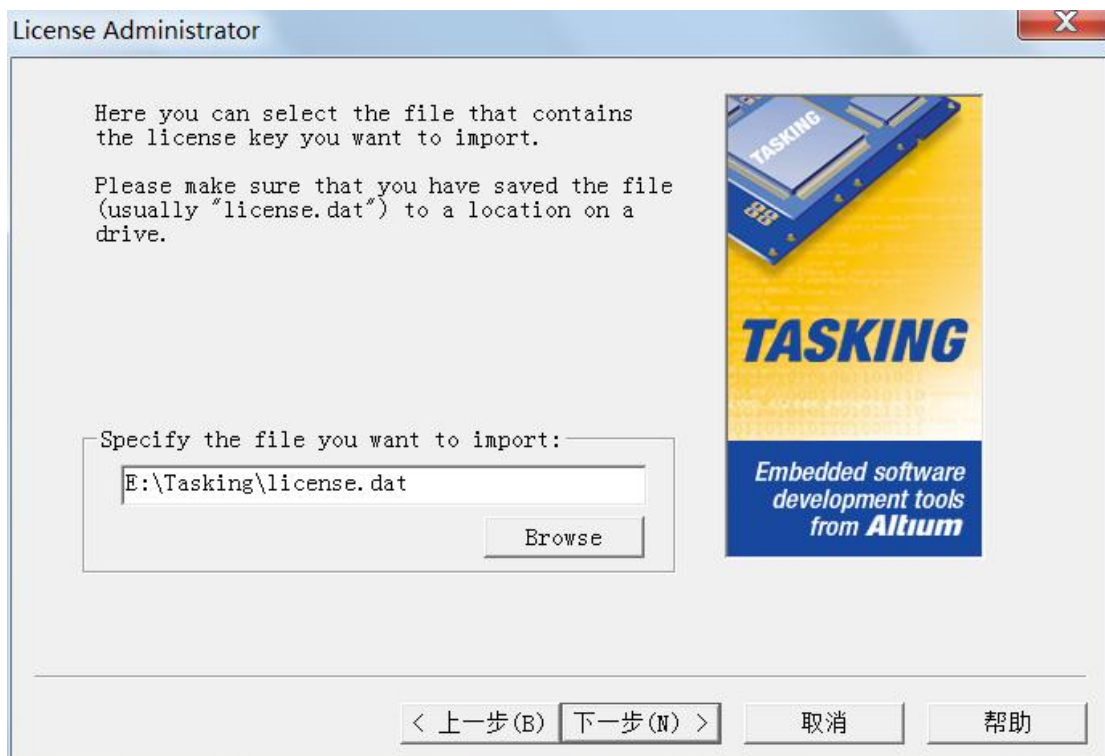 License Administrator
X
Here you can select the file that contains
the license key you want to import.
Please make sure that you have saved the file
(usually "license.dat") to a location on a
drive.
TASKING
TASKING
Specify the file you want to import:
E:\Tasking\license.dat
Browse
Embedded software
development tools
from Altium
< 上一步(B)
下一步(N) >
取消
帮助